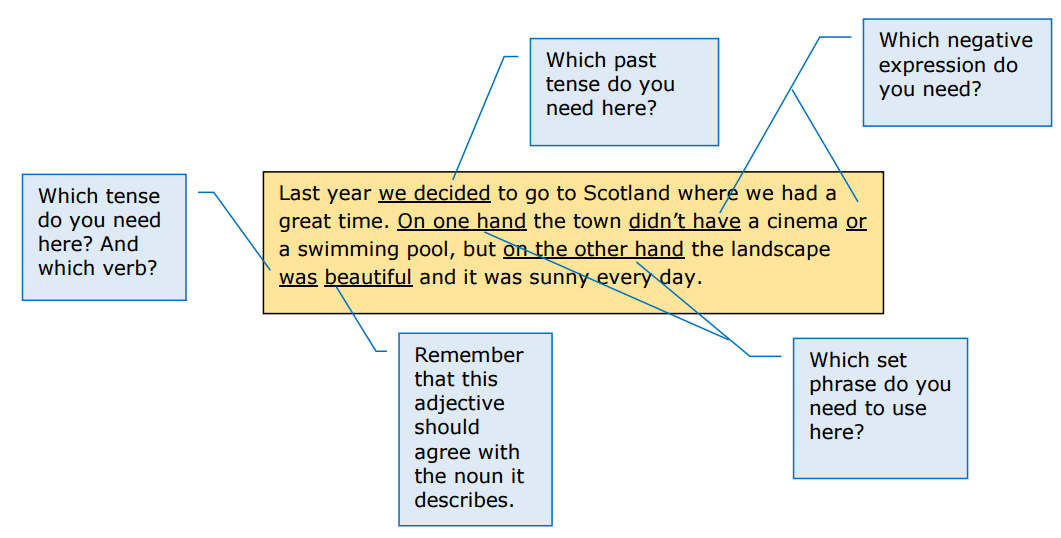 Which past
tense do you
need here?
Which negative
expression do
you need?
Which tense
do you need
here? And
which verb?
Last year we decided to go to Scotland where we had a
great time. On one hand the town didn’t have a cinema or
a swimming pool, but on the other hand the landscape
was beautiful and it was sunny every day.
Remember
that this
adjective
should
agree with
the noun it
describes.
Which set
phrase do you
need to use
here?